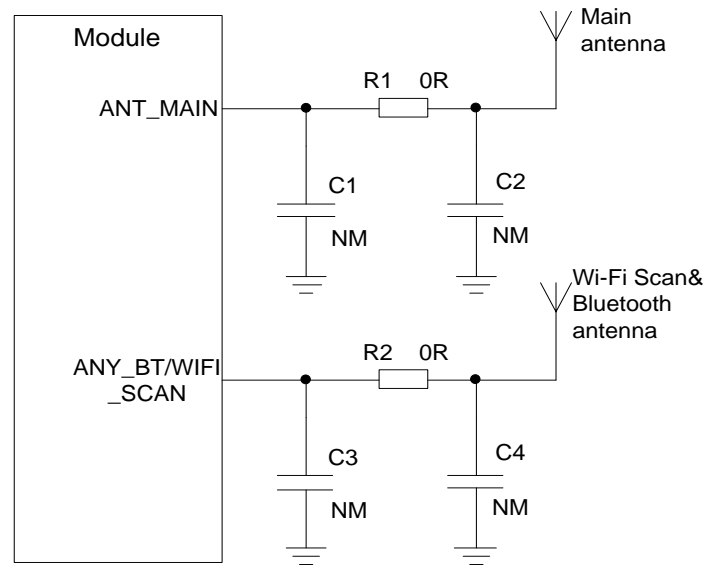 Module
Main
antenna
R1 0R
ANT_MAIN
C1
C2
NM
NM
Wi-Fi Scan&
Bluetooth
antenna
R2 0R
ANY_BT/WIFI
_SCAN
C3
C4
NM
NM